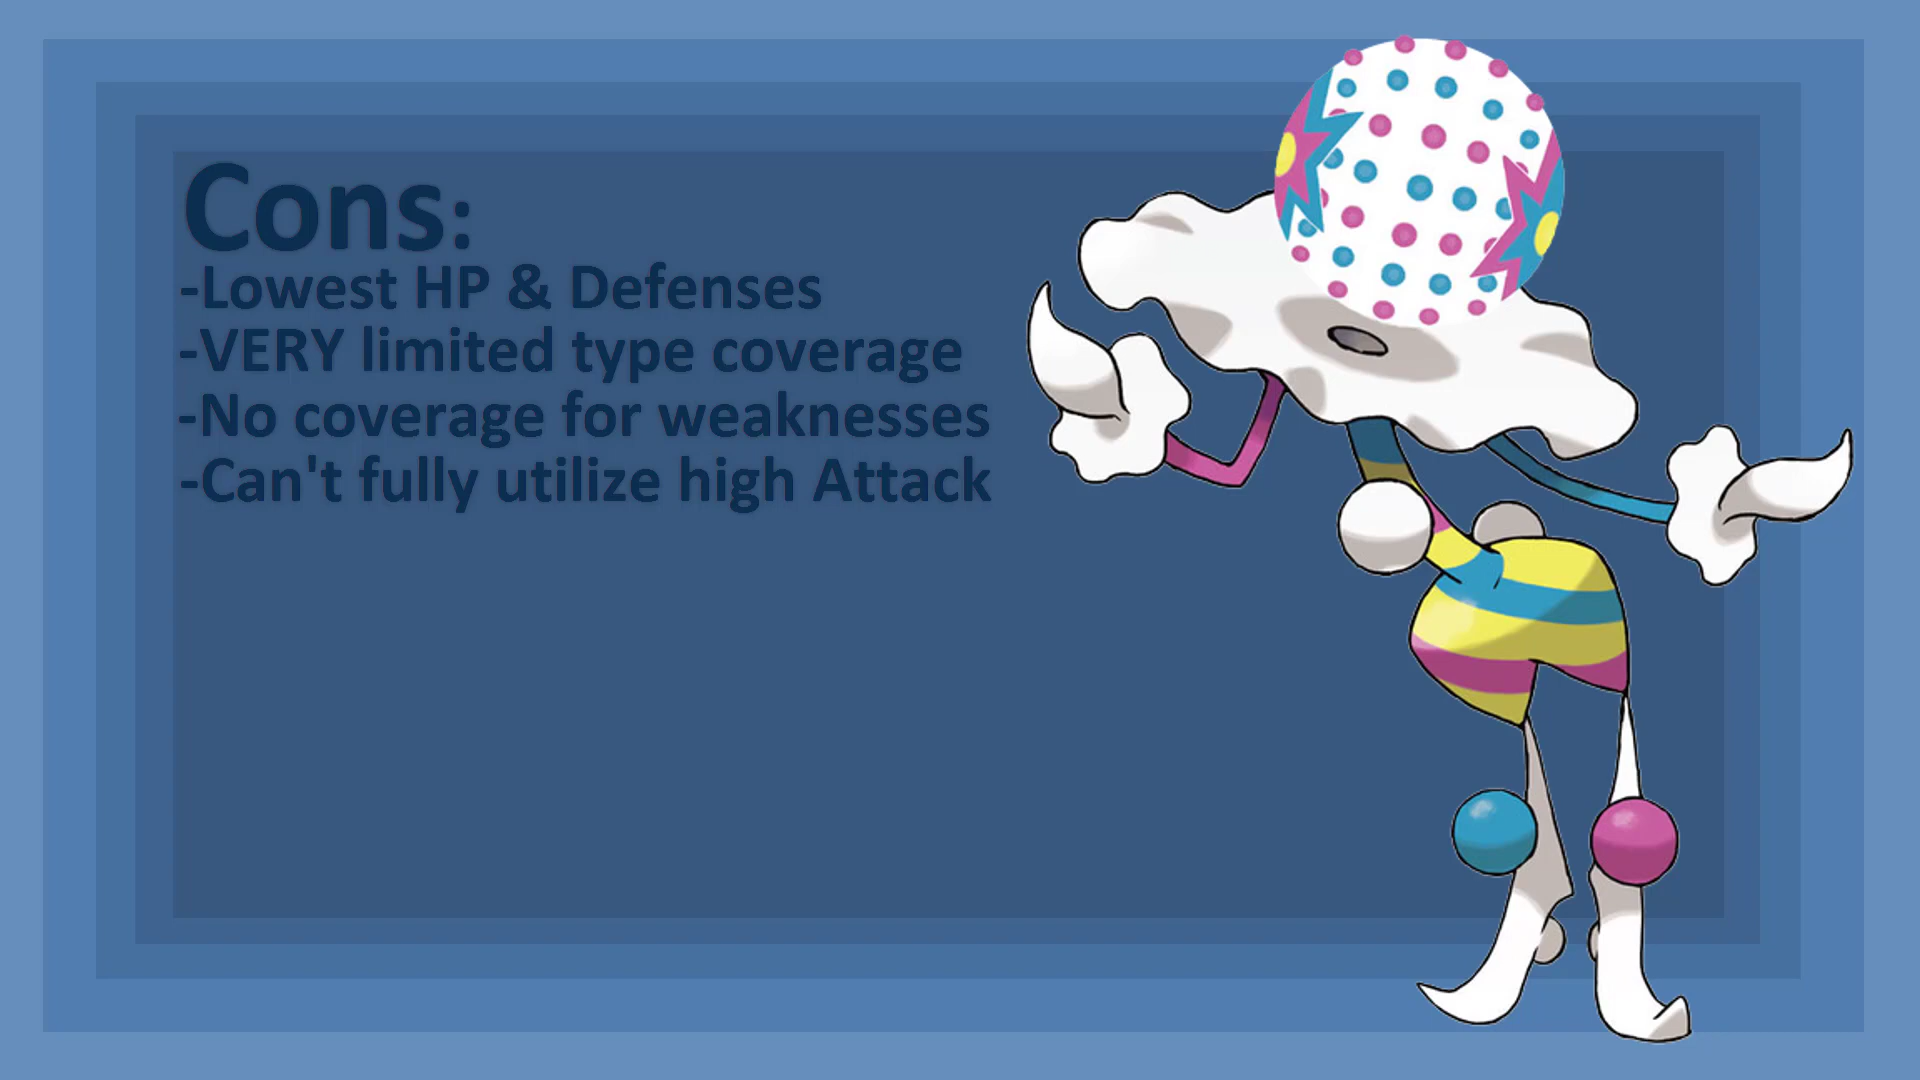 Cons:
-Lowest HP & Defenses
-VERY limited type coverage
-No coverage for weaknesses
-Can't fully utilize high Attack